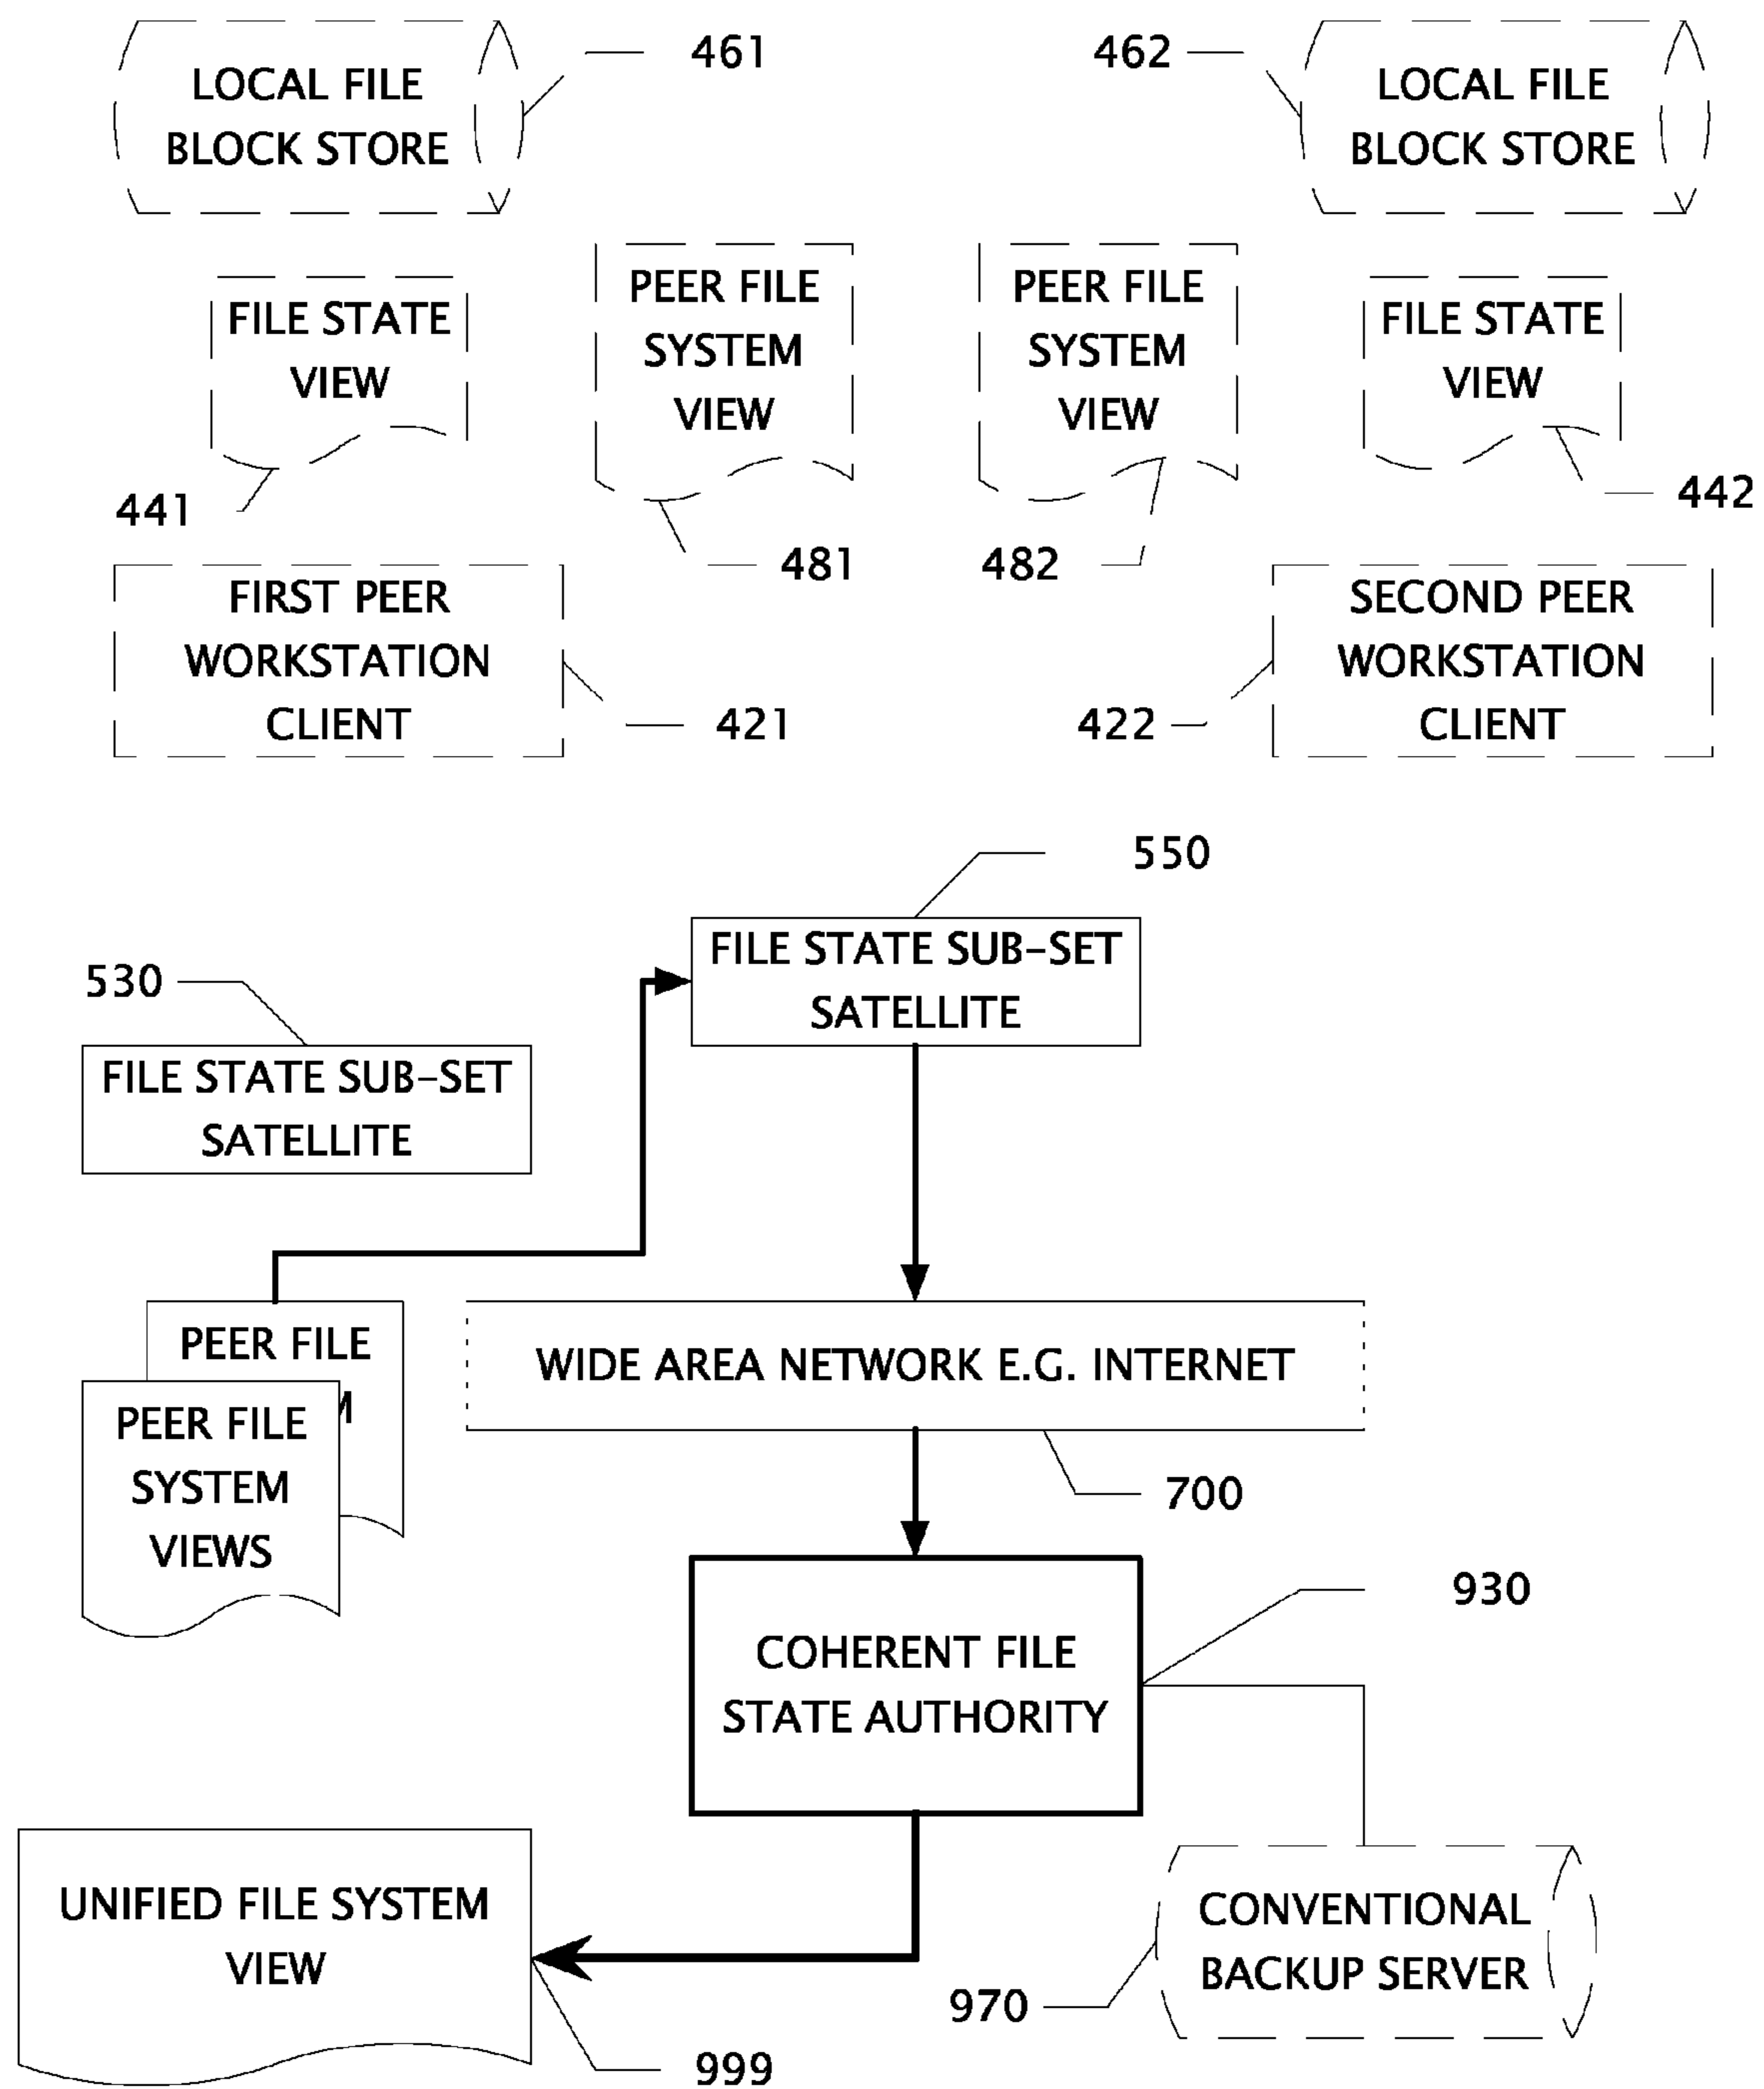 LOCAL FILE
BLOCK STORE
461
462
LOCAL FILE
BLOCK STORE
FILE STATE
VIEW
441
PEER FILE
SYSTEM
VIEW
481
PEER FILE
SYSTEM
VIEW
482
FILE STATE
VIEW
442
FIRST PEER
WORKSTATION
CLIENT
421
422
SECOND PEER
WORKSTATION
CLIENT
550
FILE STATE SUB-SET
SATELLITE
530
FILE STATE SUB-SET
SATELLITE
PEER FILE
M
PEER FILE
SYSTEM
VIEWS
WIDE AREA NETWORK E.G. INTERNET
700
930
COHERENT FILE
STATE AUTHORITY
UNIFIED FILE SYSTEM
VIEW
999
CONVENTIONAL
BACKUP SERVER
970